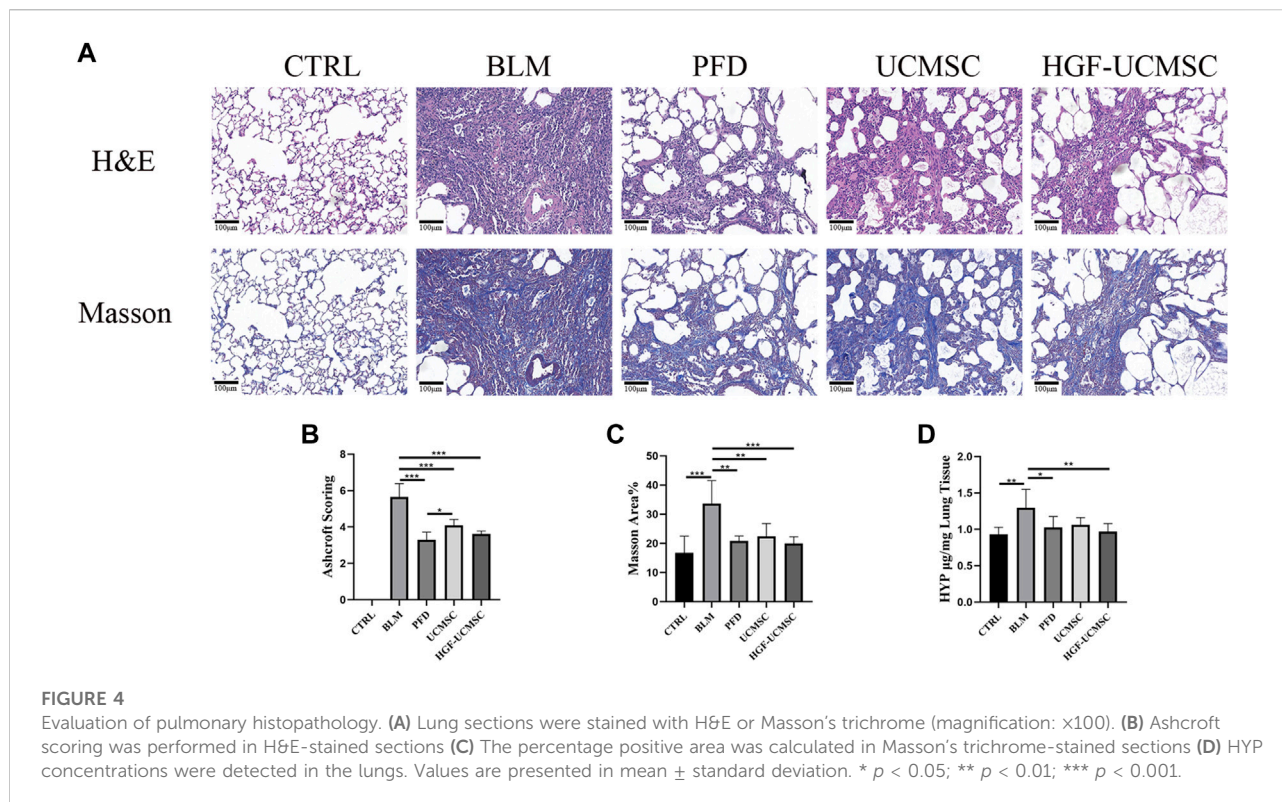 A
CTRL BLM PFD UCMSC HGF-UCMSC
H&E
100μm 100μm 100μm 100μm 100μm
Masson
100μm 100μm 100μm 100μm 100μm
B
Ashcroft Scoring
8
6
4
2
0
***
***
***
*
CTRL BLM PFD UCMSC HGF-UCMSC
C
Masson Area%
50
40
30
20
10
0
***
**
**
***
CTRL BLM PFD UCMSC HGF-UCMSC
D
HYP μg/mg Lung Tissue
2.0
1.5
1.0
0.5
0.0
**
*
**
CTRL BLM PFD UCMSC HGF-UCMSC
FIGURE 4
Evaluation of pulmonary histopathology. (A) Lung sections were stained with H&E or Masson's trichrome (magnification: ×100). (B) Ashcroft
scoring was performed in H&E-stained sections (C) The percentage positive area was calculated in Masson's trichrome-stained sections (D) HYP
concentrations were detected in the lungs. Values are presented in mean ± standard deviation. * p < 0.05; ** p < 0.01; *** p < 0.001.